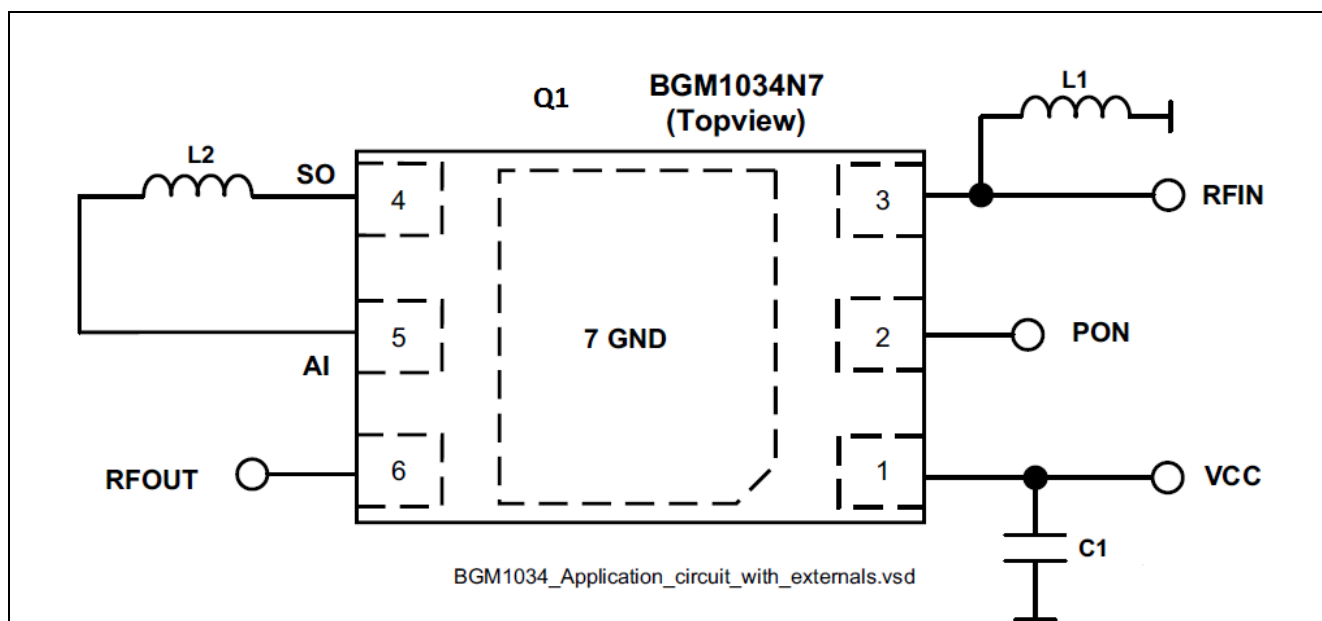 Q1
BGM1034N7
(Topview)
L1
L2
SO
4
3
RFIN
5
7 GND
2
PON
AI
RFOUT
6
1
VCC
C1
BGM1034_Application_circuit_with_externals.vsd